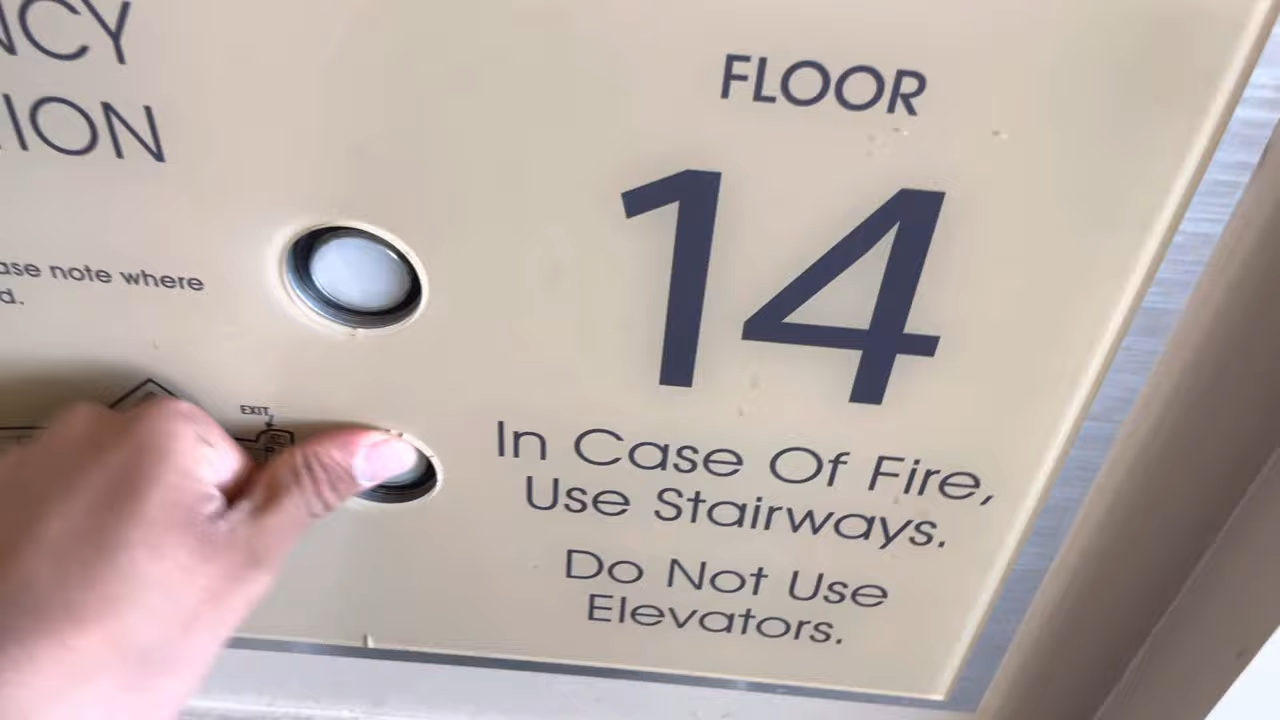 NCY
ION
FLOOR
14
ase note where
d.
EXIT
In Case Of Fire,
Use Stairways.
Do Not Use
Elevators.